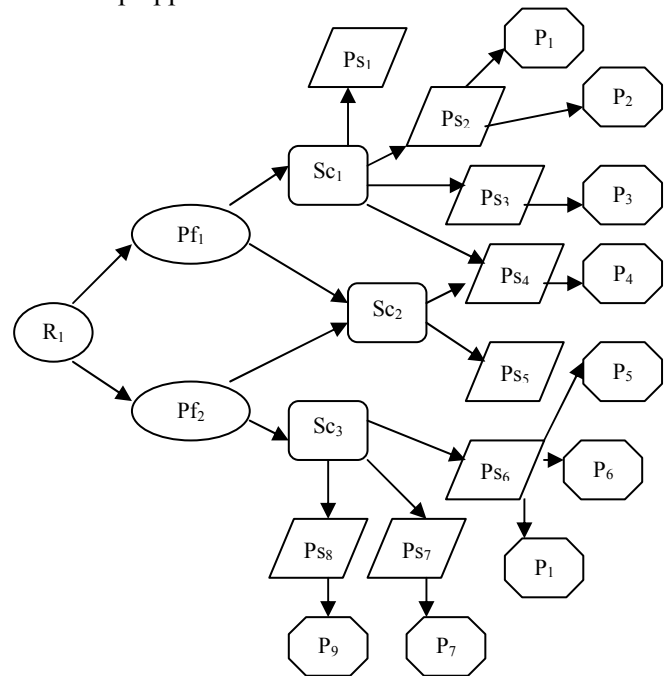 P₁
Ps₁
P₂
Ps₂
Sc₁
P₃
Ps₃
Pf₁
P₄
Ps₄
Sc₂
R₁
P₅
Ps₅
Pf₂
Sc₃
Ps₆
P₆
Ps₈
Ps₇
P₁
P₉
P₇